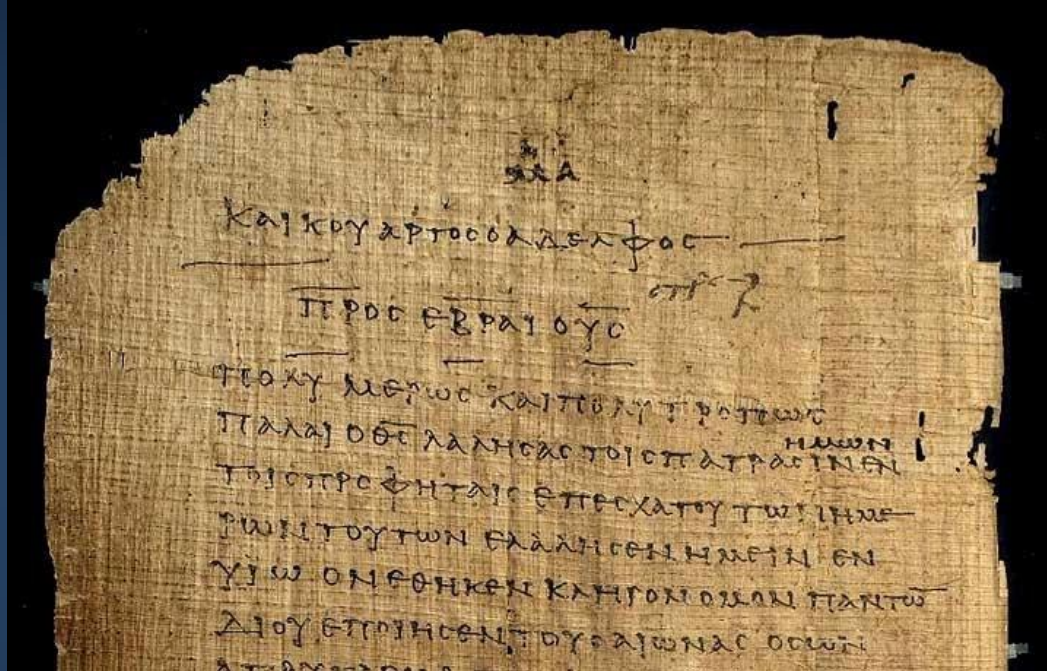 ΚΑΙ ΚΟΥΑΡΤΟϹ Ο ΑΔΕΛΦΟϹ
ΠΡΟϹ ΕΒΡΑΙΟΥϹ
ΠΟΛΥΜΕΡΩϹ ΚΑΙ ΠΟΛΥΤΡΟΠΩϹ
ΗΜΩΝ
ΠΑΛΑΙ Ο Θ̅Ϲ̅ ΛΑΛΗϹΑϹ ΤΟΙϹ ΠΑΤΡΑϹΙΝ ΕΝ
ΤΟΙϹ ΠΡΟΦΗΤΑΙϹ ΕΠ ΕϹΧΑΤΟΥ ΤΩΝ ΗΜΕ
ΡΩΝ ΤΟΥΤΩΝ ΕΛΑΛΗϹΕΝ ΗΜΕΙΝ ΕΝ
ΥΙΩ ΟΝ ΕΘΗΚΕΝ ΚΛΗΡΟΝΟΜΟΝ ΠΑΝΤΩ̅
ΔΙ ΟΥ ΕΠΟΙΗϹΕΝ ΤΟΥϹ ΑΙΩΝΑϹ ΟϹ ΩΝ